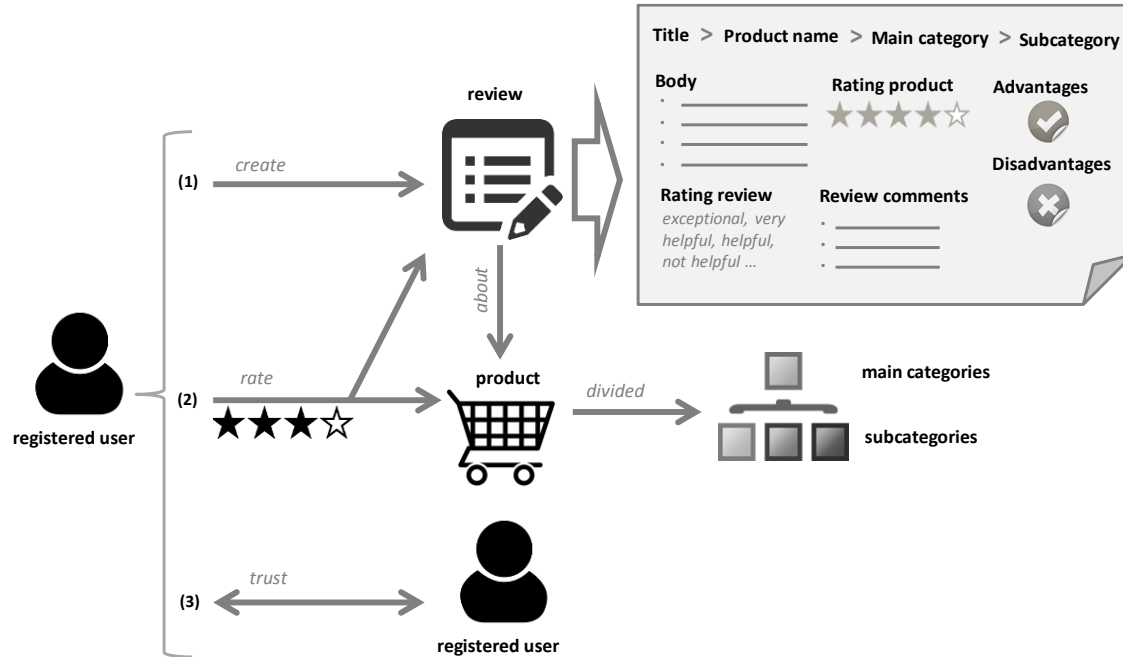 Title > Product name > Main category > Subcategory
Body
Rating product
Advantages
Disadvantages
Rating review
exceptional, very
helpful, helpful,
not helpful ...
Review comments
review
(1)
create
about
(2)
rate
product
divided
main categories
subcategories
registered user
(3)
trust
registered user